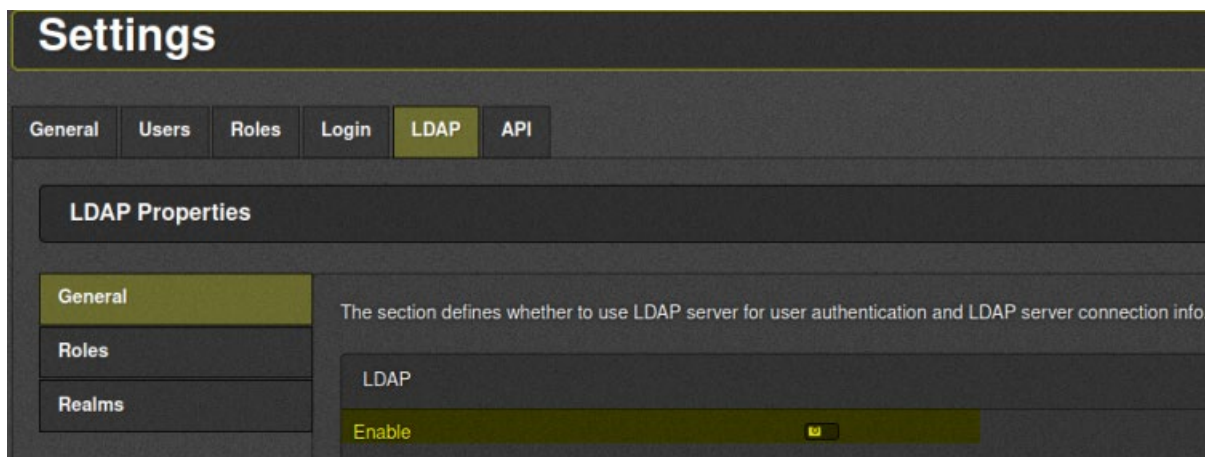 Settings
General Users Roles Login LDAP API
LDAP Properties
General
The section defines whether to use LDAP server for user authentication and LDAP server connection info
Roles
LDAP
Realms
Enable